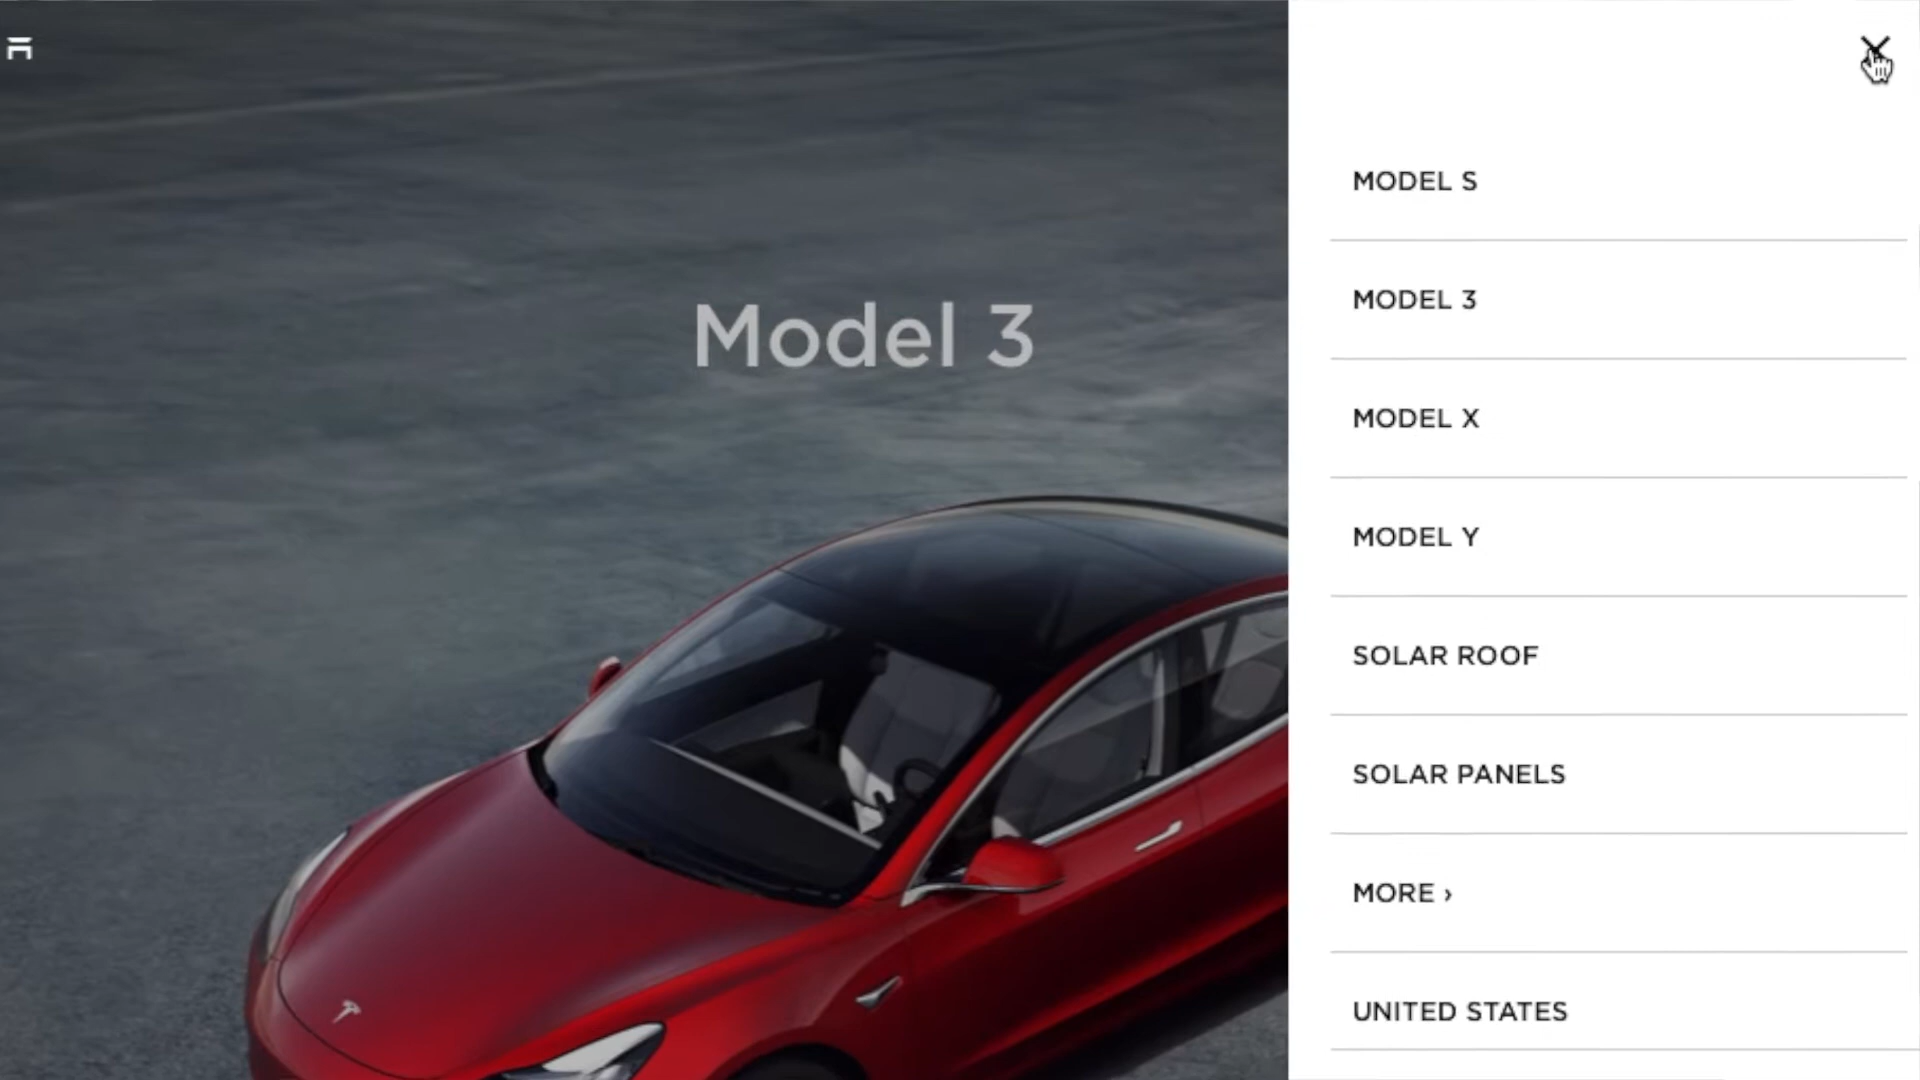 Model 3
MODEL S
MODEL 3
MODEL X
MODEL Y
SOLAR ROOF
SOLAR PANELS
MORE ›
UNITED STATES